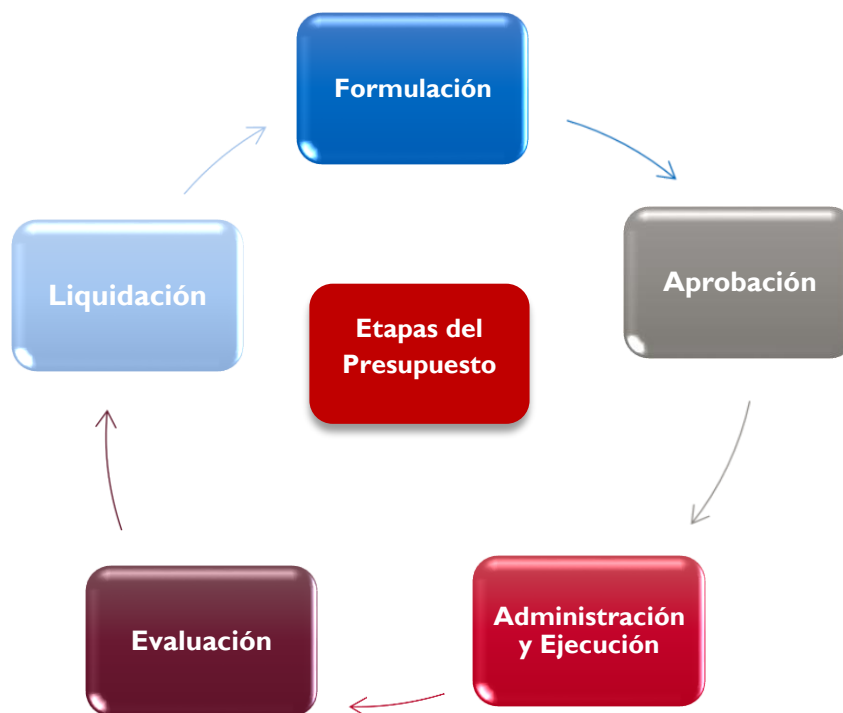 Formulación
Aprobación
Administración
y Ejecución
Evaluación
Liquidación
Etapas del
Presupuesto